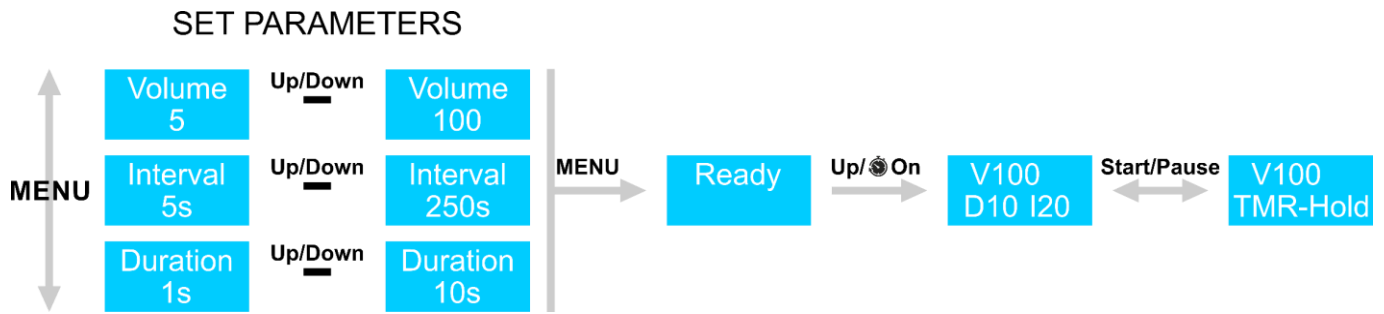 SET PARAMETERS
MENU
Volume
5
Up/Down
Volume
100
Interval
5s
Up/Down
Interval
250s
Duration
1s
Up/Down
Duration
10s
MENU
Ready
Up/ On
V100
D10 I20
Start/Pause
V100
TMR-Hold